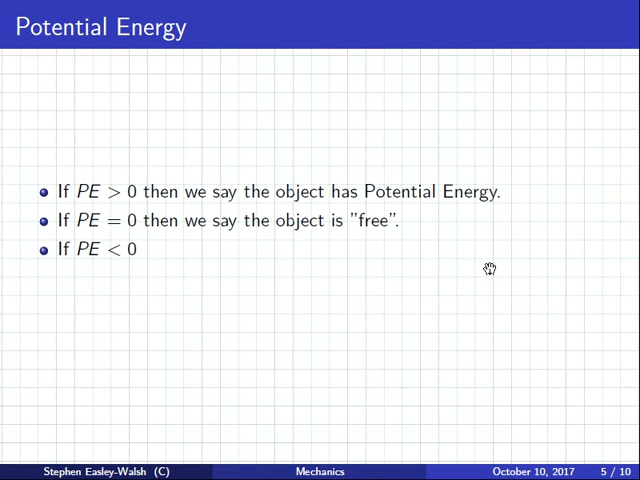 Potential Energy
If PE > 0 then we say the object has Potential Energy.
If PE = 0 then we say the object is "free".
If PE < 0
Stephen Easley-Walsh (C) Mechanics October 10, 2017 5 / 10